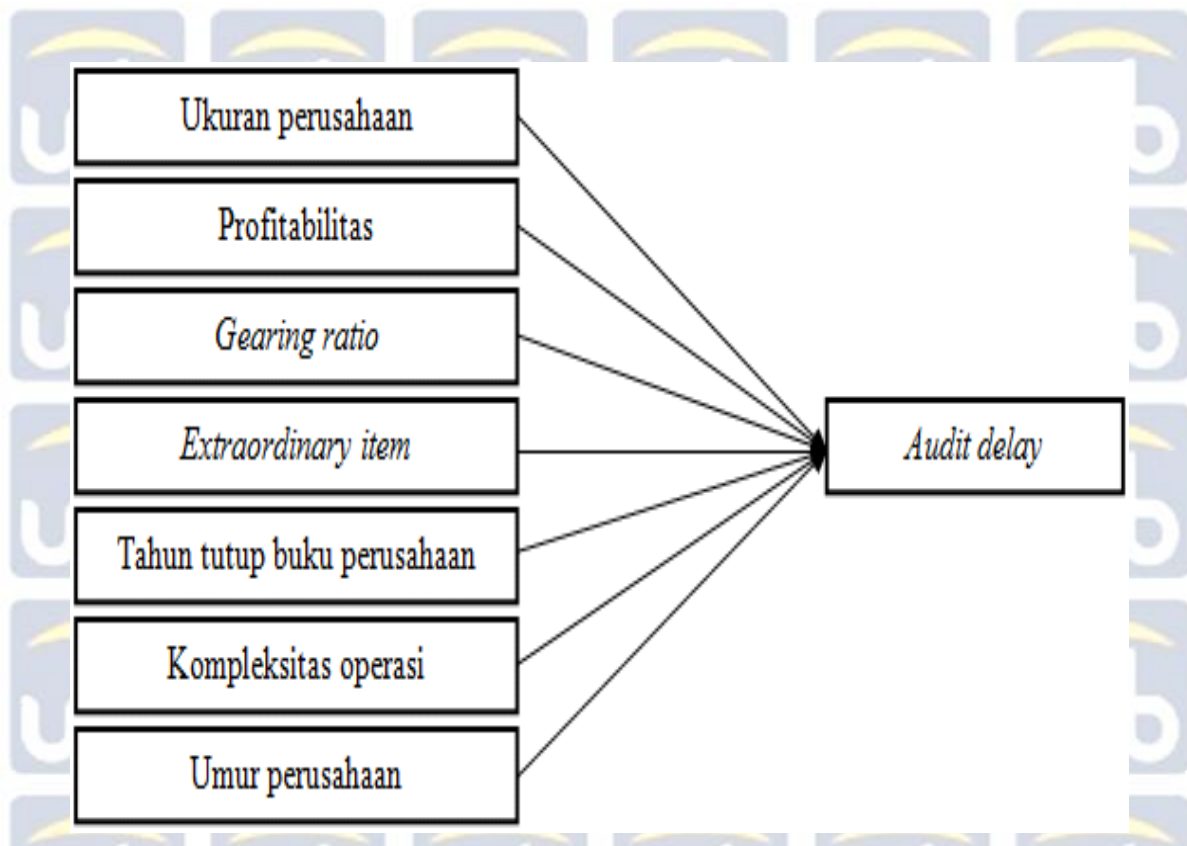 Ukuran perusahaan
Profitabilitas
Gearing ratio
Extraordinary item
Audit delay
Tahun tutup buku perusahaan
Kompleksitas operasi
Umur perusahaan